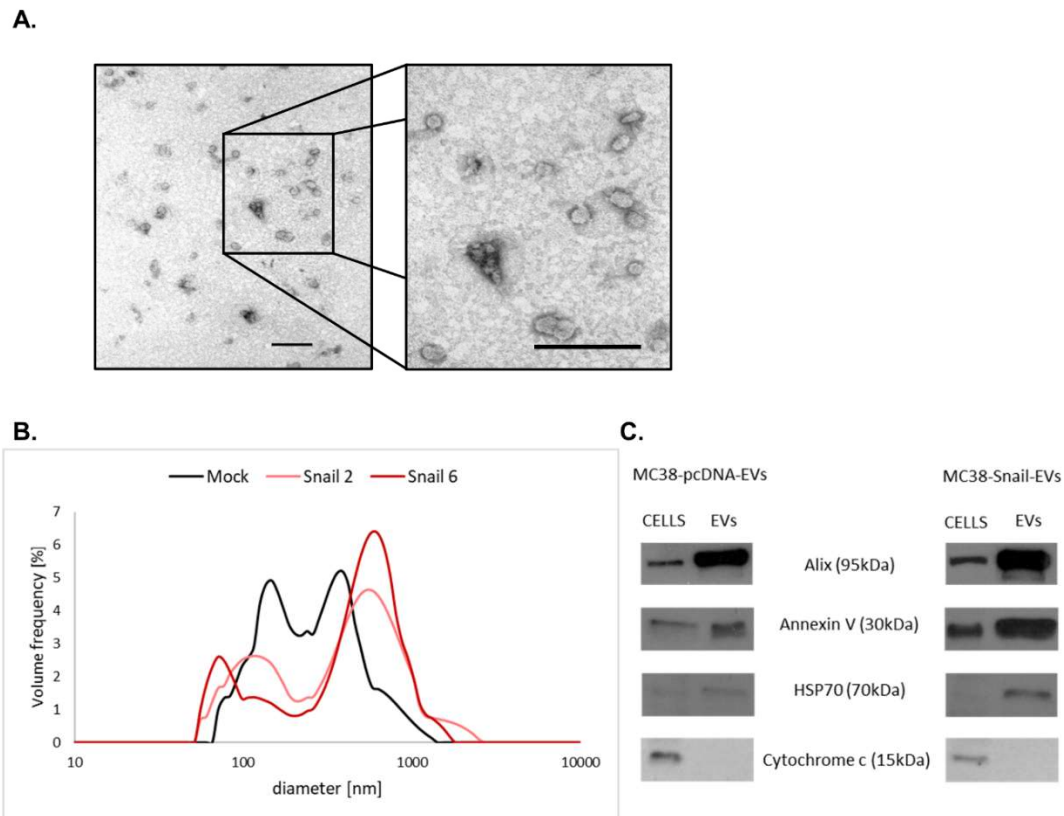 A.
B.
Mock Snail 2 Snail 6
Volume frequency [%]
7
6
5
4
3
2
1
0
10 100 1000 10000
diameter [nm]
C.
MC38-pcDNA-EVs MC38-Snail-EVs
CELLS EVs CELLS EVs
Alix (95kDa)
Annexin V (30kDa)
HSP70 (70kDa)
Cytochrome c (15kDa)